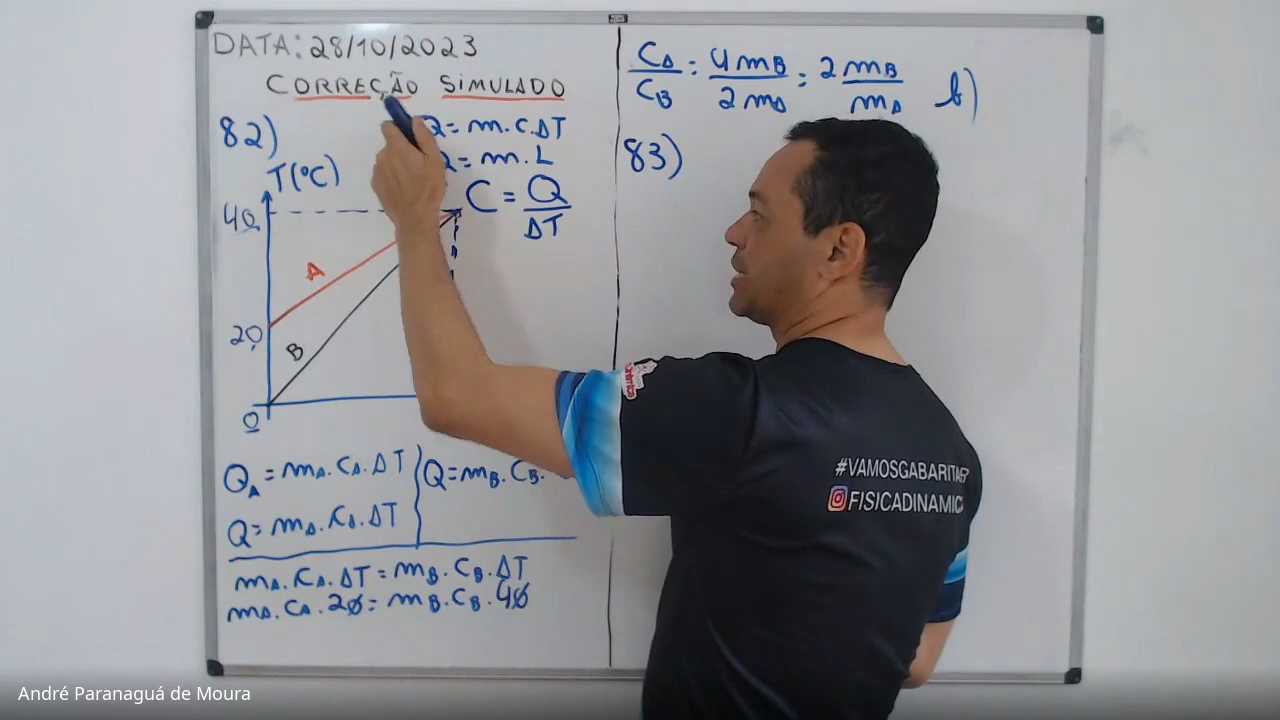 DATA: 28/10/2023
CORREÇÃO SIMULADO
82)
Q = m.c.ΔT
= m.L
C = Q/ΔT
T(°C)
40
A
20
B
0
Q_A = m_A.c_A.ΔT
Q = m_B.c_B.
Q = m_A.c_A.ΔT
m_A.c_A.ΔT = m_B.c_B.ΔT
m_A.c_A.20 = m_B.c_B.40
C_A/C_B : 4m_B/2m_A : 2m_B/m_A b)
83)
#VAMOSGABARITAR
FISICADINAMIC
André Paranaguá de Moura